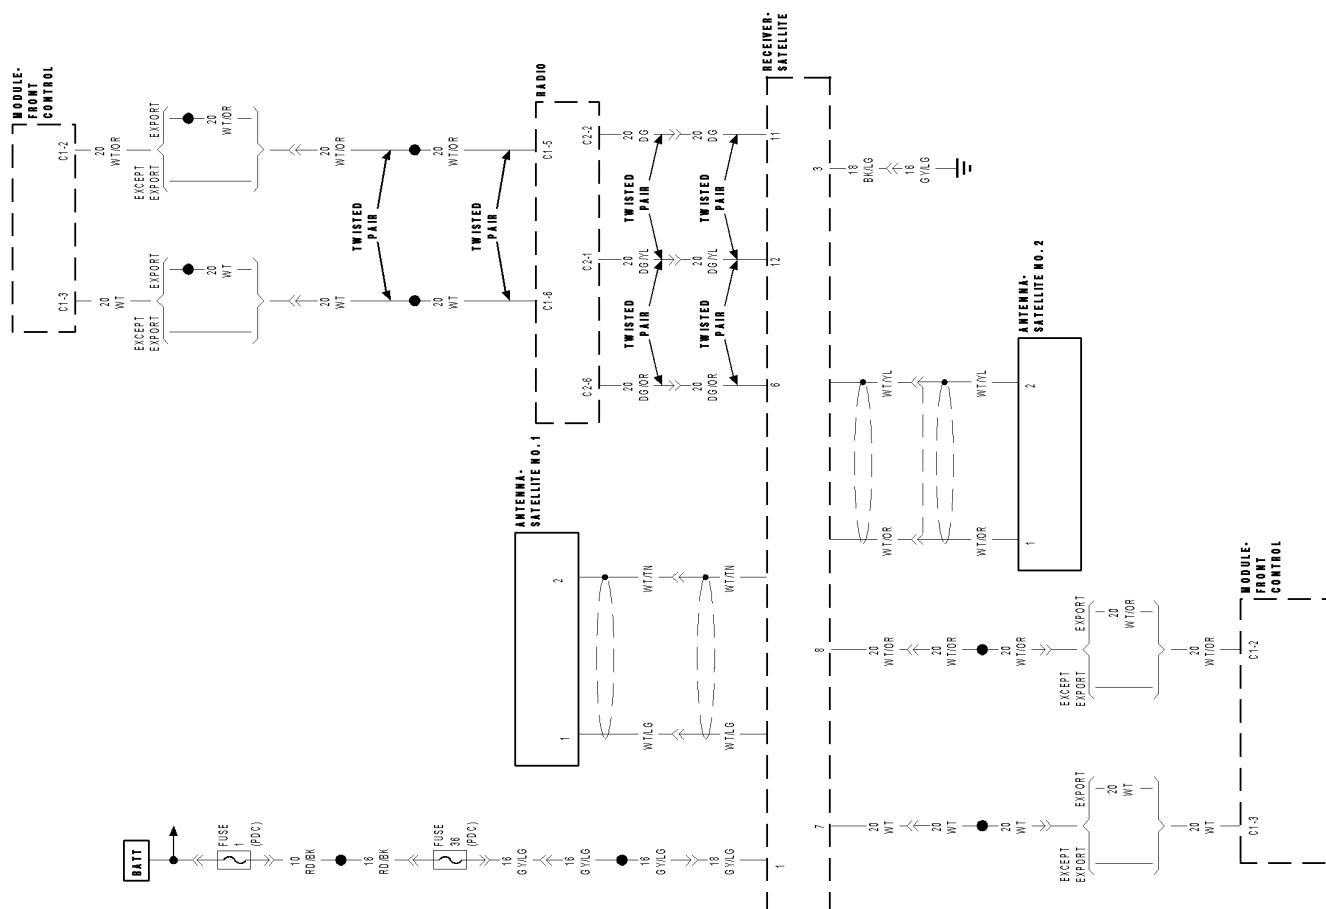 MODULE-
FRONT
CONTROL
C1-2
20
WT/OR
EXCEPT
EXPORT
EXPORT
20
WT/OR
20
WT/OR
20
WT/OR
C1-5
C1-3
20
WT
EXCEPT
EXPORT
EXPORT
20
WT
20
WT
20
WT
C1-6
TWISTED
PAIR
TWISTED
PAIR
RADIO
C2-2
20
DG
20
DG
11
C2-1
20
DG/YL
20
DG/YL
12
C2-6
20
DG/OR
20
DG/OR
6
TWISTED
PAIR
TWISTED
PAIR
TWISTED
PAIR
TWISTED
PAIR
RECEIVER-
SATELLITE
3
18
BK/LG
16
GY/LG
ANTENNA-
SATELLITE NO.1
2
WT/TN
WT/TN
1
WT/LG
WT/LG
ANTENNA-
SATELLITE NO.2
WT/YL
WT/YL
2
WT/OR
WT/OR
1
BATT
FUSE
1
(PDC)
10
RD/BK
16
RD/BK
FUSE
36
(PDC)
16
GY/LG
16
GY/LG
16
GY/LG
18
GY/LG
1
8
20
WT/OR
20
WT/OR
20
WT/OR
EXCEPT
EXPORT
EXPORT
20
WT/OR
20
WT/OR
C1-2
7
20
WT
20
WT
20
WT
EXCEPT
EXPORT
EXPORT
20
WT
20
WT
C1-3
MODULE-
FRONT
CONTROL